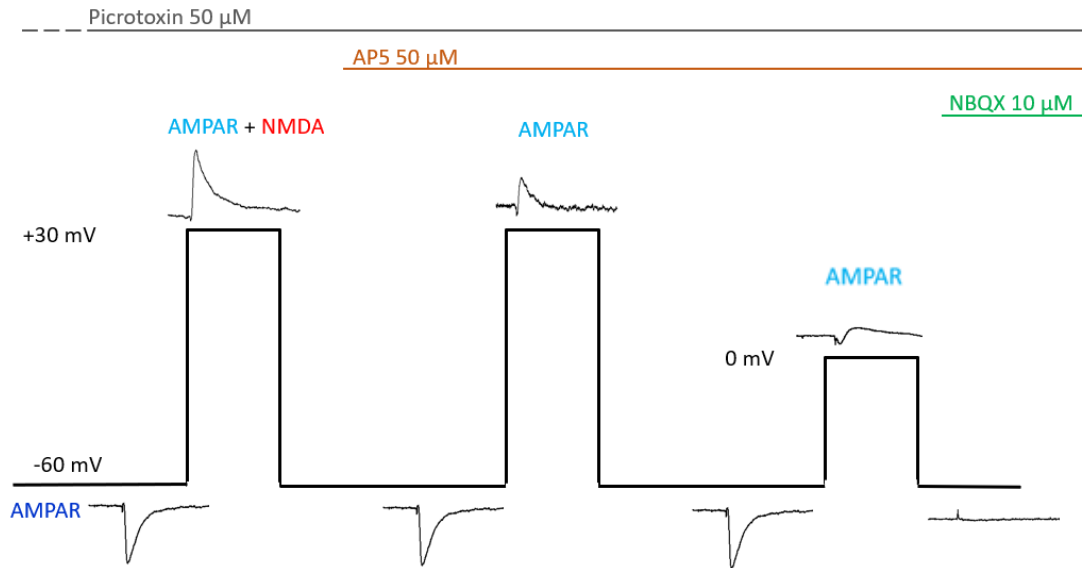 Picrotoxin 50 µM
AP5 50 µM
NBQX 10 µM
AMPAR + NMDA
AMPAR
+30 mV
AMPAR
0 mV
-60 mV
AMPAR